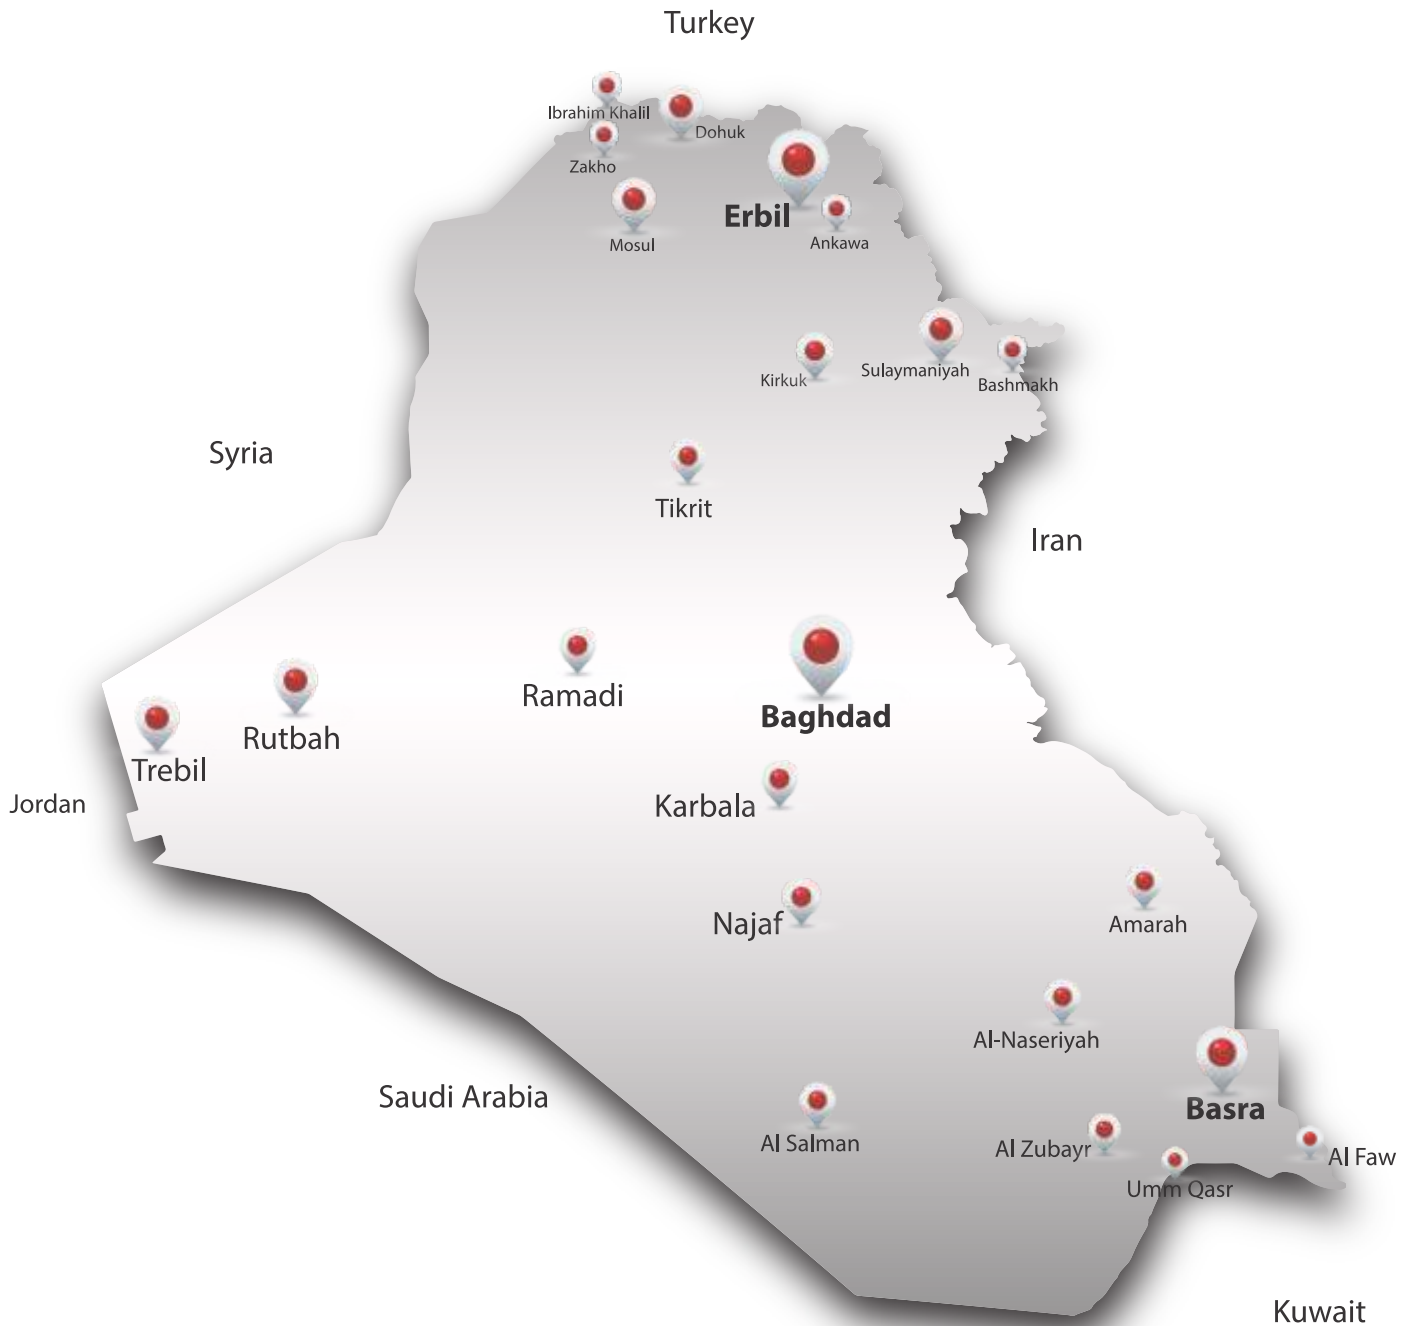 Turkey
Ibrahim Khalil
Dohuk
Zakho
Erbil
Mosul
Ankawa
Kirkuk
Sulaymaniyah
Bashmakh
Syria
Tikrit
Iran
Ramadi
Baghdad
Rutbah
Trebil
Jordan
Karbala
Najaf
Amarah
Al-Naseriyah
Saudi Arabia
Basra
Al Salman
Al Zubayr
Al Faw
Umm Qasr
Kuwait